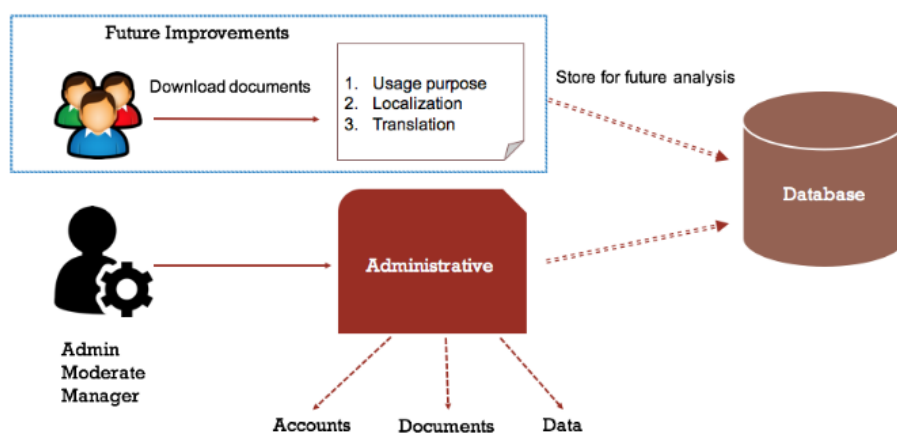 Future Improvements
Download documents
1. Usage purpose
2. Localization
3. Translation
Store for future analysis
Database
Administrative
Admin
Moderate
Manager
Accounts
Documents
Data